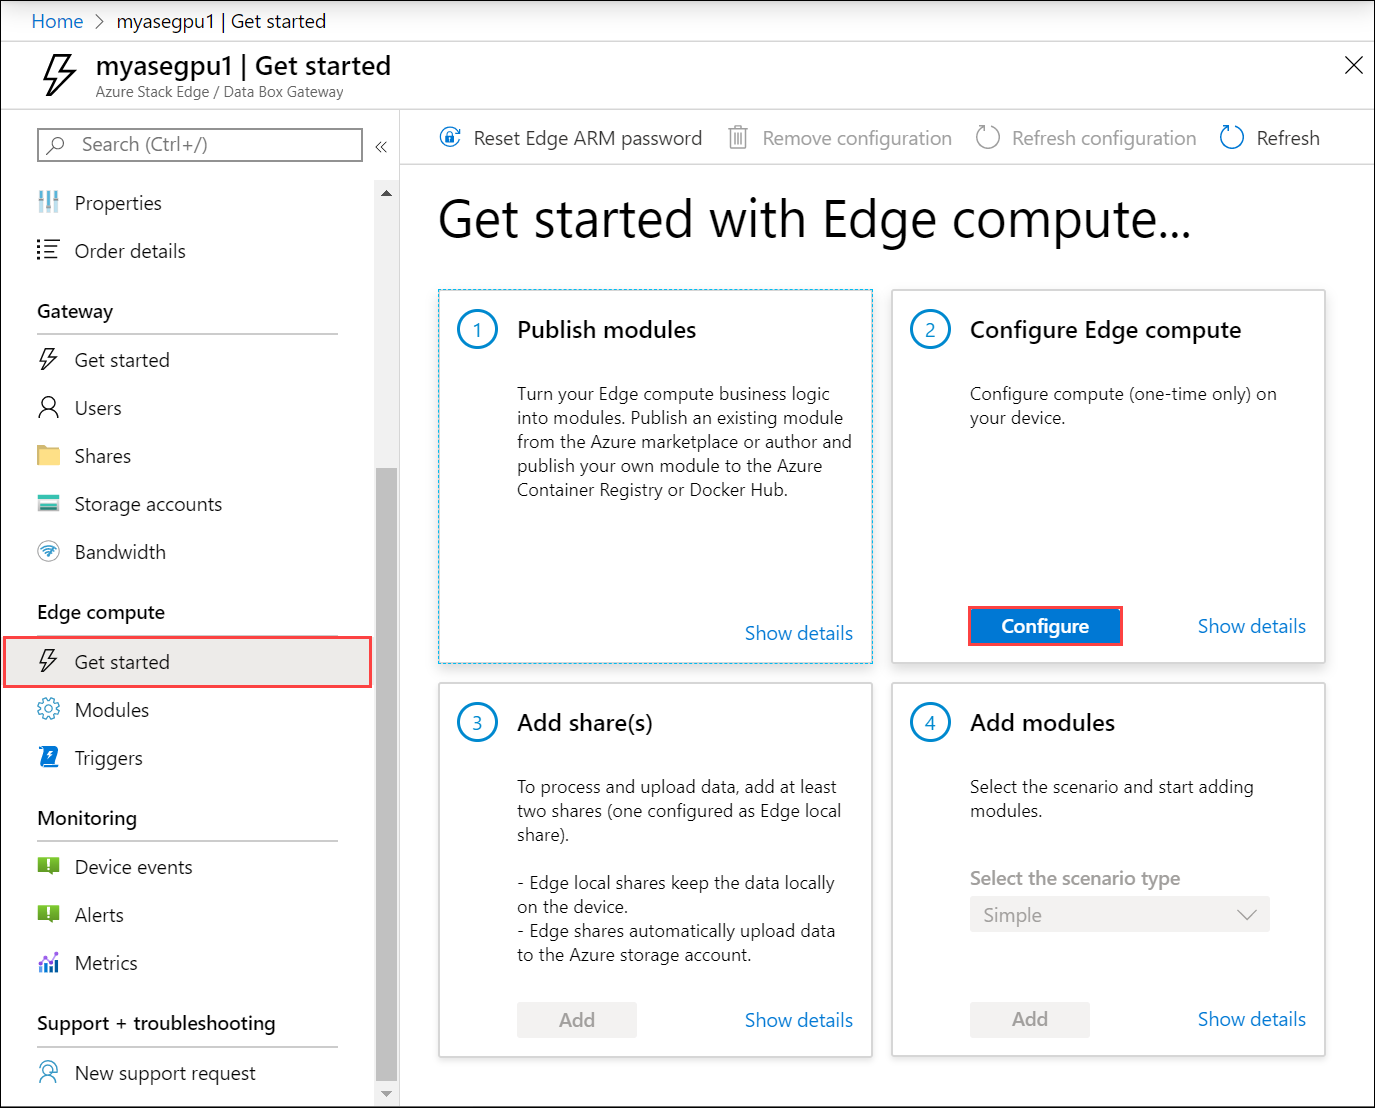 Home > myasegpu1 | Get started
myasegpu1 | Get started
Azure Stack Edge / Data Box Gateway
Search (Ctrl+/)
«
Properties
Order details
Gateway
Get started
Users
Shares
Storage accounts
Bandwidth
Edge compute
Get started
Modules
Triggers
Monitoring
Device events
Alerts
Metrics
Support + troubleshooting
New support request
Reset Edge ARM password Remove configuration Refresh configuration Refresh
Get started with Edge compute...
1 Publish modules
Turn your Edge compute business logic
into modules. Publish an existing module
from the Azure marketplace or author and
publish your own module to the Azure
Container Registry or Docker Hub.
Show details
2 Configure Edge compute
Configure compute (one-time only) on
your device.
Configure Show details
3 Add share(s)
To process and upload data, add at least
two shares (one configured as Edge local
share).
- Edge local shares keep the data locally
on the device.
- Edge shares automatically upload data
to the Azure storage account.
Add Show details
4 Add modules
Select the scenario and start adding
modules.
Select the scenario type
Simple
Add Show details